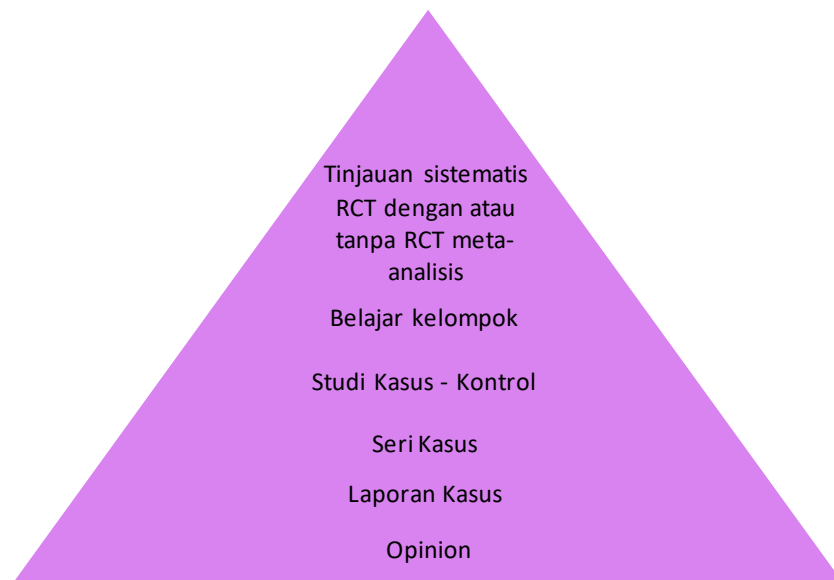 Tinjauan sistematis
RCT dengan atau
tanpa RCT meta-
analisis
Belajar kelompok
Studi Kasus - Kontrol
Seri Kasus
Laporan Kasus
Opinion